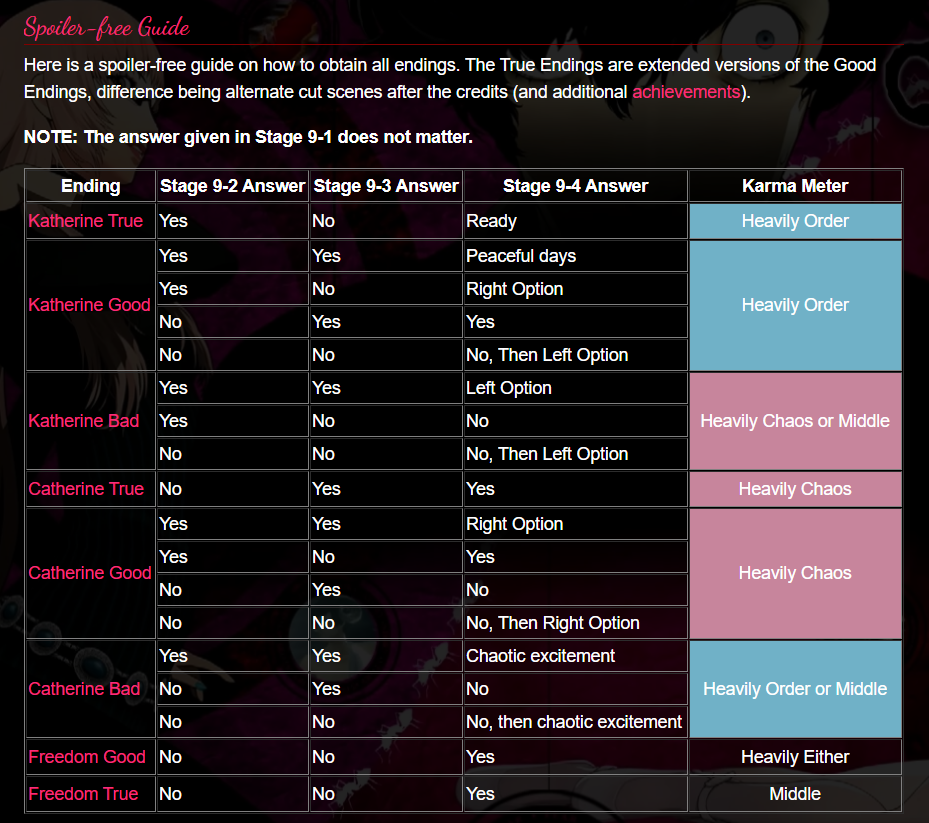 Spoiler-free Guide
Here is a spoiler-free guide on how to obtain all endings. The True Endings are extended versions of the Good
Endings, difference being alternate cut scenes after the credits (and additional achievements).
NOTE: The answer given in Stage 9-1 does not matter.
Ending Stage 9-2 Answer Stage 9-3 Answer Stage 9-4 Answer Karma Meter
Katherine True Yes No Ready Heavily Order
Yes Yes Peaceful days
Yes No Right Option
Katherine Good Heavily Order
No Yes Yes
No No No, Then Left Option
Yes Yes Left Option
Katherine Bad Yes No No Heavily Chaos or Middle
No No No, Then Left Option
Catherine True No Yes Yes Heavily Chaos
Yes Yes Right Option
Yes No Yes
Catherine Good Heavily Chaos
No Yes No
No No No, Then Right Option
Yes Yes Chaotic excitement
Catherine Bad No Yes No Heavily Order or Middle
No No No, then chaotic excitement
Freedom Good No No Yes Heavily Either
Freedom True No No Yes Middle